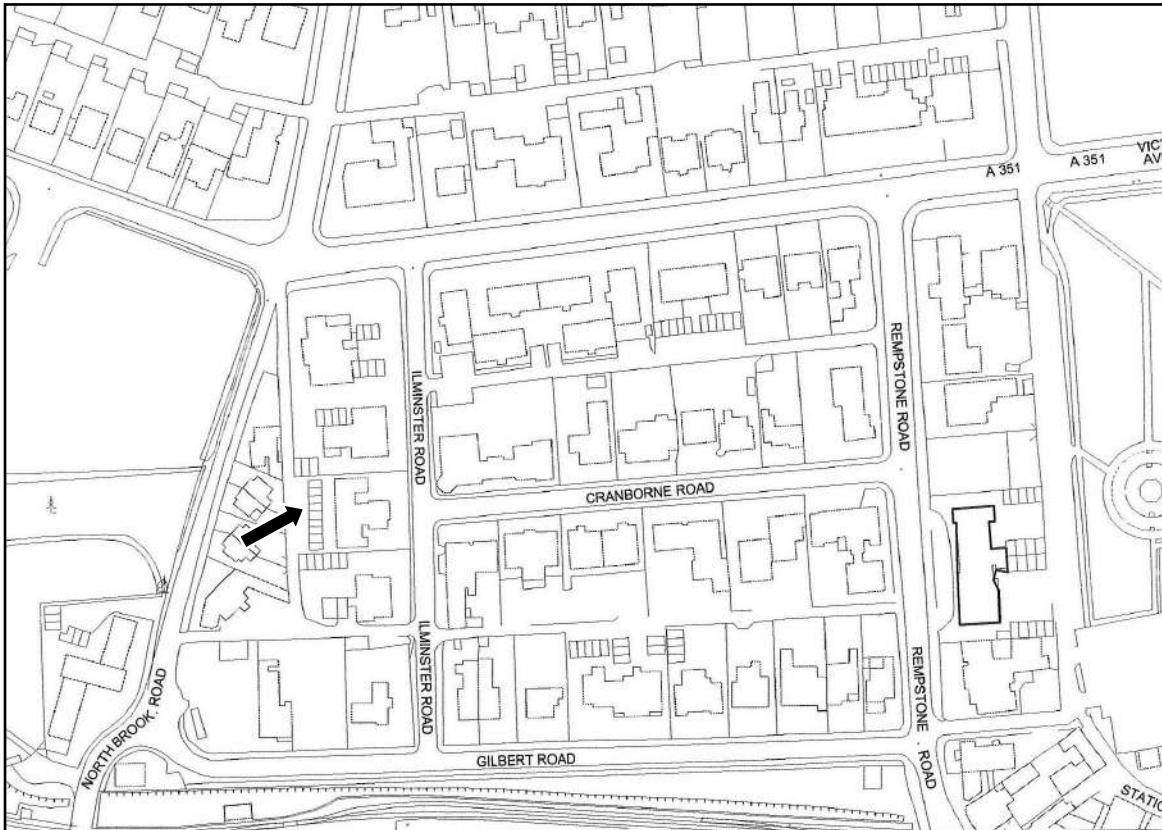 VICT
AV
A 351
A 351
ILMINSTER ROAD
REMPSTONE ROAD
CRANBORNE ROAD
ILMINSTER ROAD
REMPSTONE ROAD
NORTH BROOK ROAD
GILBERT ROAD
STATIO